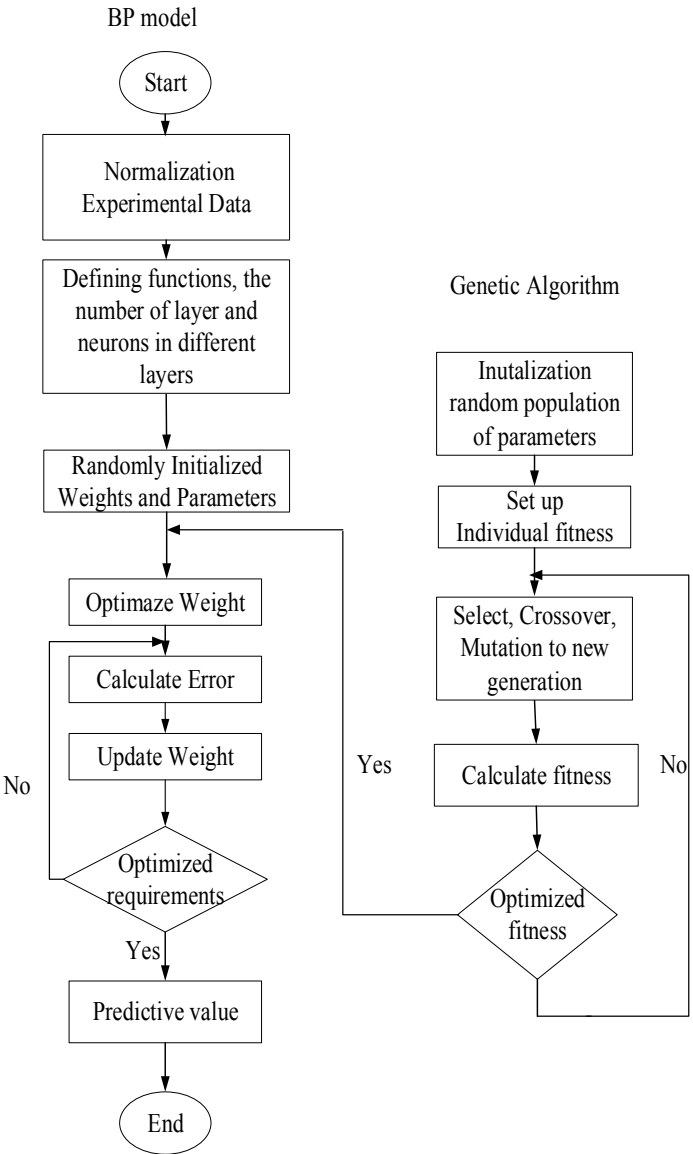 BP model
Start
Normalization
Experimental Data
Defining functions, the
number of layer and
neurons in different
layers
Randomly Initialized
Weights and Parameters
Optimaze Weight
Calculate Error
Update Weight
No
Optimized
requirements
Yes
Predictive value
End
Genetic Algorithm
Inutalization
random population
of parameters
Set up
Individual fitness
Select, Crossover,
Mutation to new
generation
Calculate fitness
Yes
No
Optimized
fitness